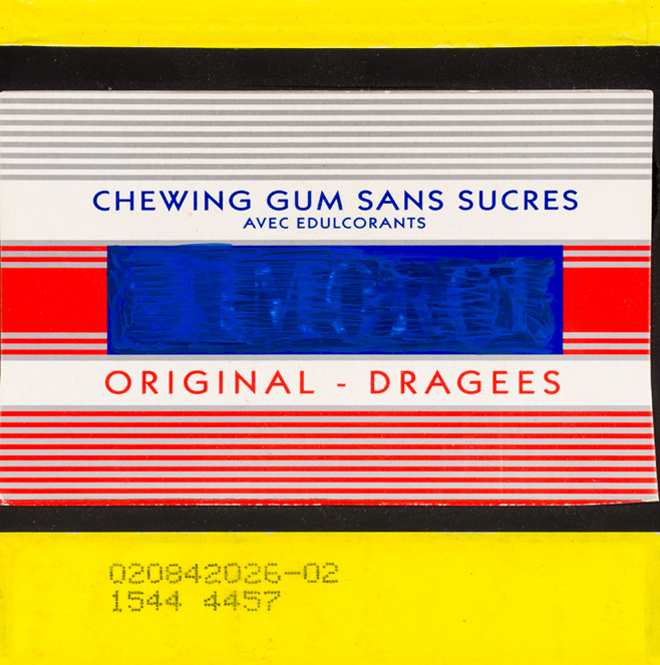 CHEWING GUM SANS SUCRES
AVEC EDULCORANTS
ORIGINAL - DRAGEES
020842026-02
1544 4457